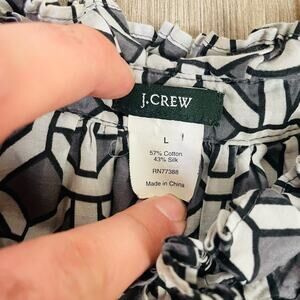 J.CREW
L
57% Cotton
43% Silk
RN77388
Made in China